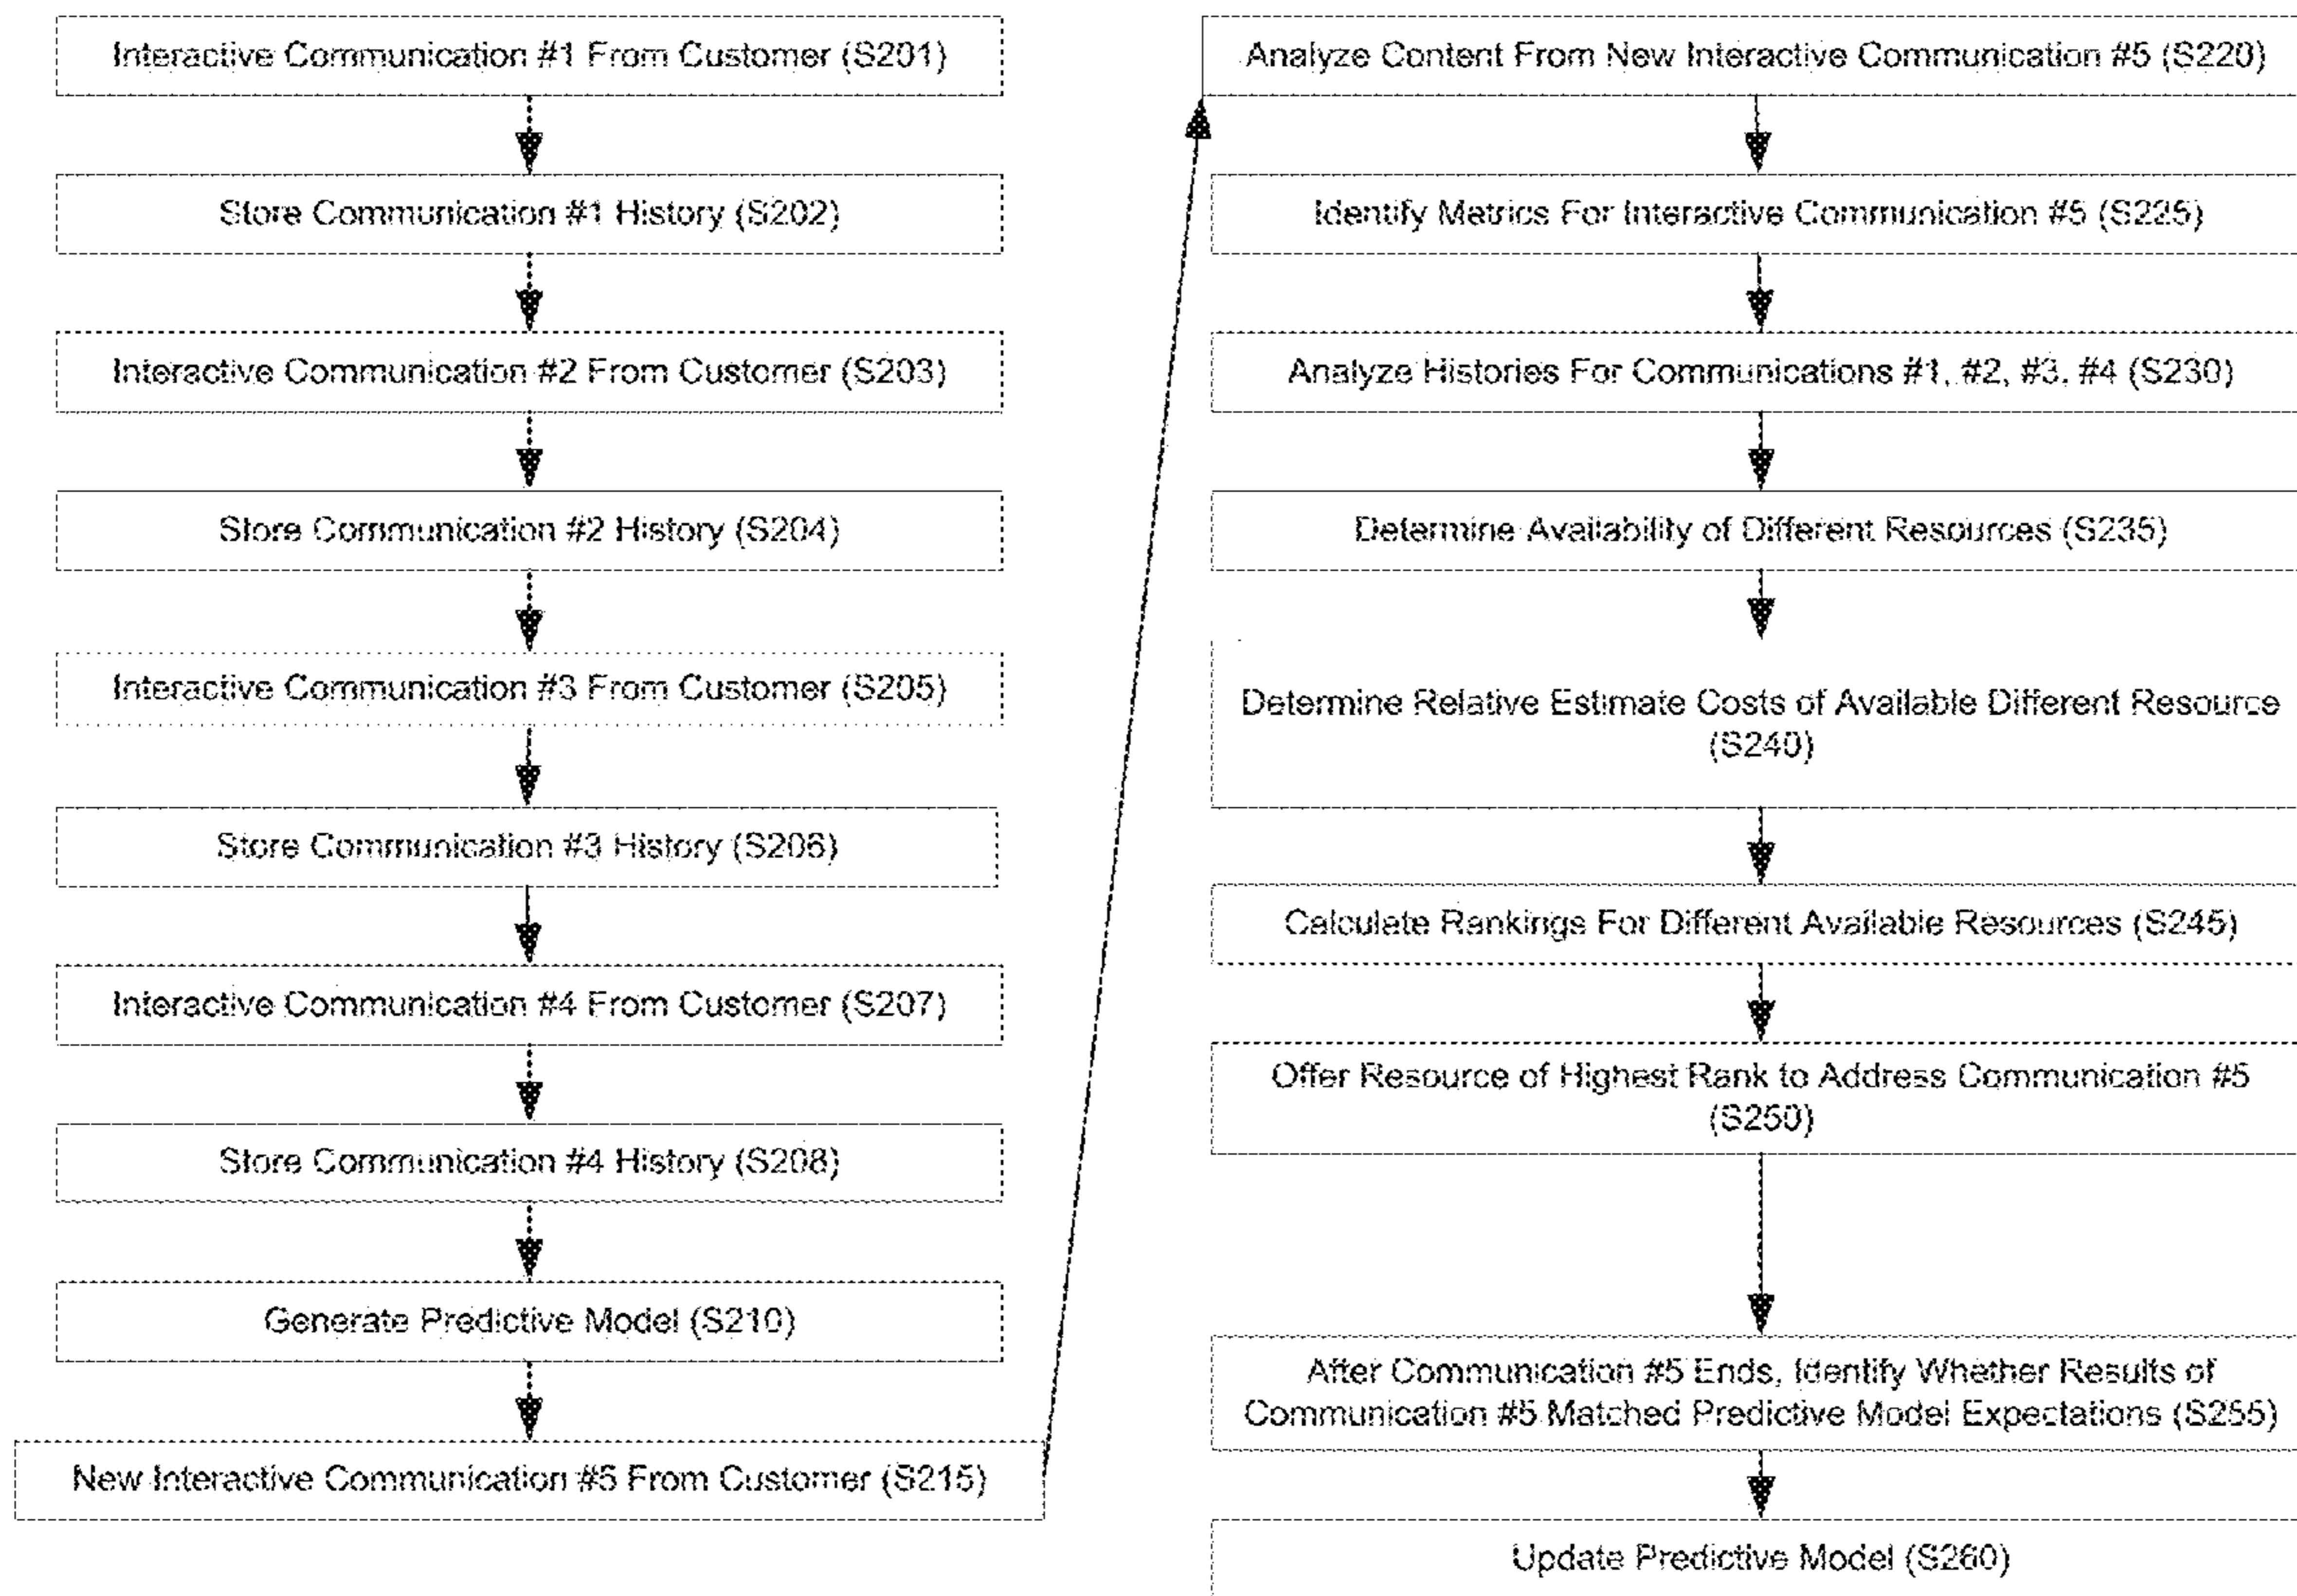 Interactive Communication #1 From Customer (S201)
Store Communication #1 History (S202)
Interactive Communication #2 From Customer (S203)
Store Communication #2 History (S204)
Interactive Communication #3 From Customer (S205)
Store Communication #3 History (S206)
Interactive Communication #4 From Customer (S207)
Store Communication #4 History (S208)
Generate Predictive Model (S210)
New Interactive Communication #5 From Customer (S215)
Analyze Content From New Interactive Communication #5 (S220)
Identify Metrics For Interactive Communication #5 (S225)
Analyze Histories For Communications #1, #2, #3, #4 (S230)
Determine Availability of Different Resources (S235)
Determine Relative Estimate Costs of Available Different Resource
(S240)
Calculate Rankings For Different Available Resources (S245)
Offer Resource of Highest Rank to Address Communication #5
(S250)
After Communication #5 Ends, Identify Whether Results of
Communication #5 Matched Predictive Model Expectations (S255)
Update Predictive Model (S260)